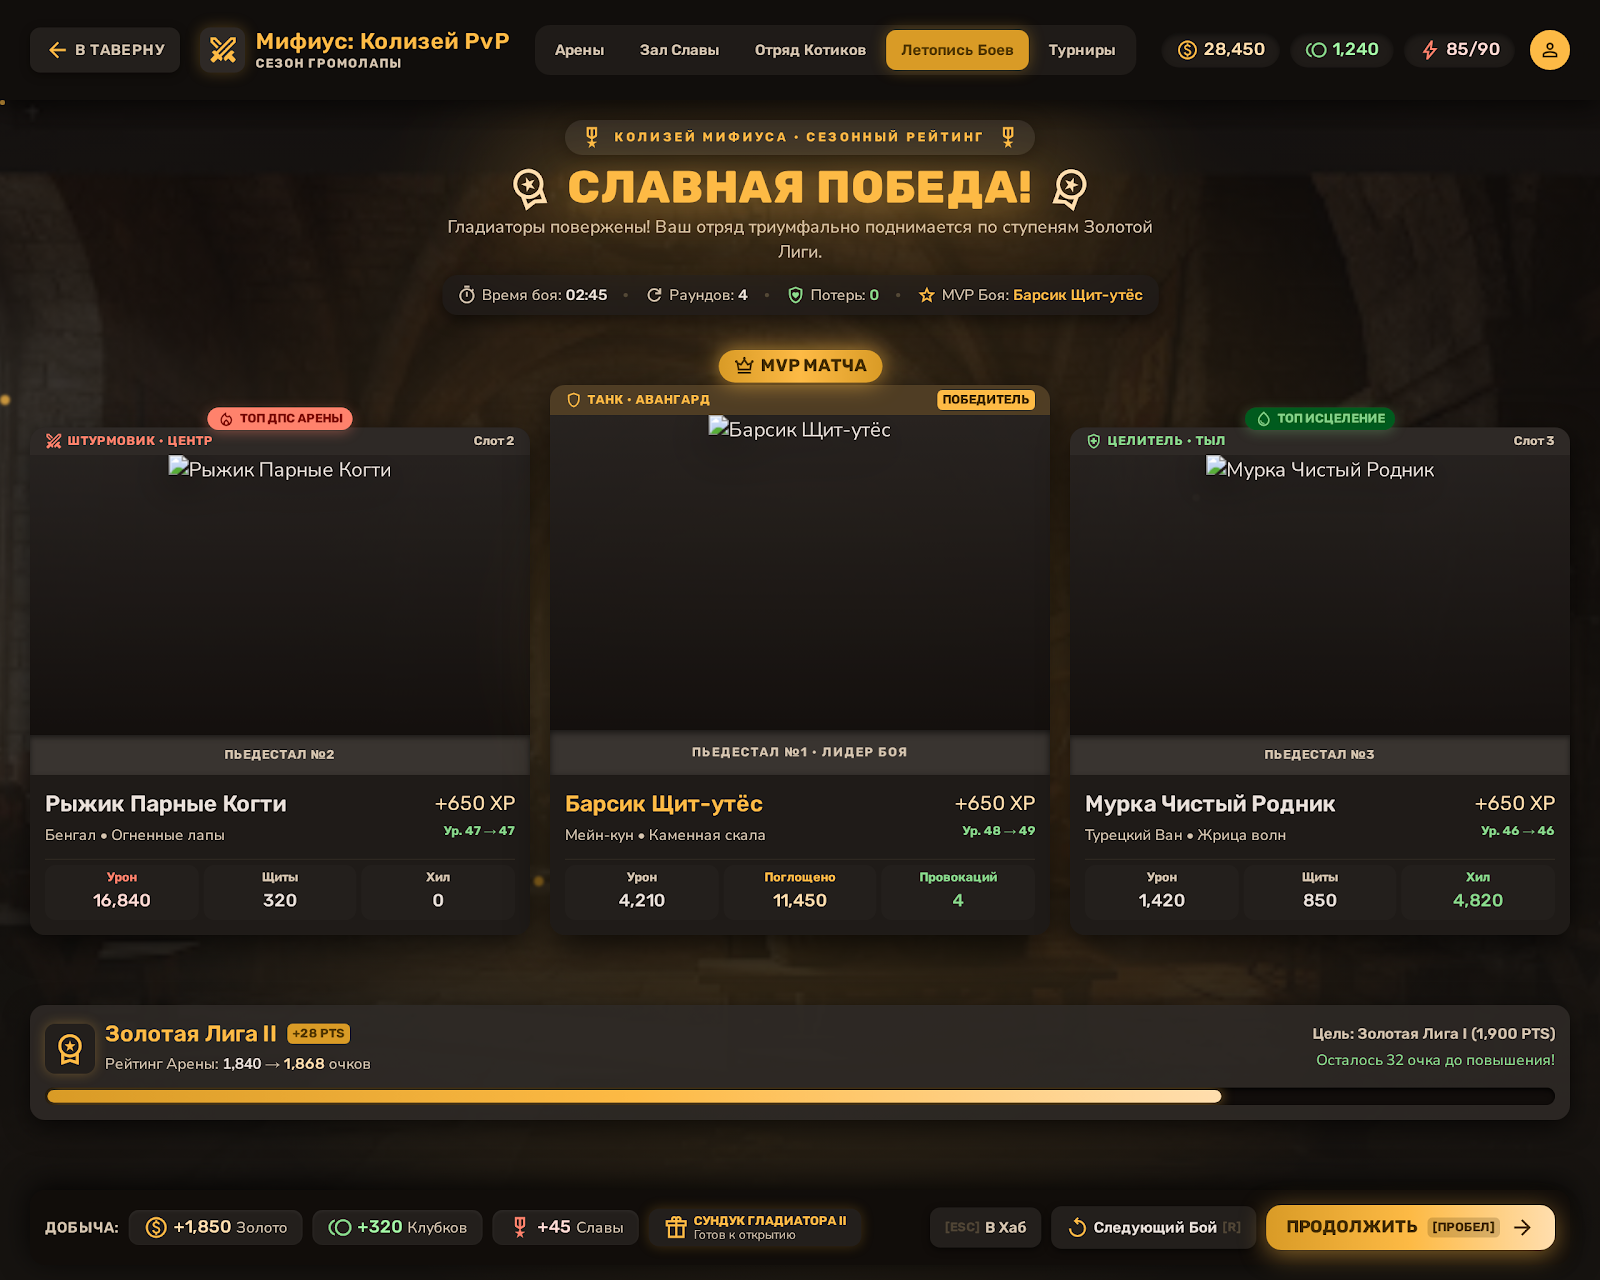 В ТАВЕРНУ
Мифиус: Колизей PvP
СЕЗОН ГРОМОЛАПЫ
Арены
Зал Славы
Отряд Котиков
Летопись Боев
Турниры
28,450
1,240
85/90
КОЛИЗЕЙ МИФИУСА • СЕЗОННЫЙ РЕЙТИНГ
СЛАВНАЯ ПОБЕДА!
Гладиаторы повержены! Ваш отряд триумфально поднимается по ступеням Золотой
Лиги.
Время боя: 02:45 • Раундов: 4 • Потерь: 0 • MVP Боя: Барсик Щит-утёс
ТОП ДПС АРЕНЫ
ШТУРМОВИК • ЦЕНТР
Слот 2
Рыжик Парные Когти
ПЬЕДЕСТАЛ №2
Рыжик Парные Когти
+650 XP
Бенгал • Огненные лапы
Ур. 47 → 47
Урон
16,840
Щиты
320
Хил
0
MVP МАТЧА
ТАНК • АВАНГАРД
ПОБЕДИТЕЛЬ
Барсик Щит-утёс
ПЬЕДЕСТАЛ №1 • ЛИДЕР БОЯ
Барсик Щит-утёс
+650 XP
Мейн-кун • Каменная скала
Ур. 48 → 49
Урон
4,210
Поглощено
11,450
Провокаций
4
ТОП ИСЦЕЛЕНИЕ
ЦЕЛИТЕЛЬ • ТЫЛ
Слот 3
Мурка Чистый Родник
ПЬЕДЕСТАЛ №3
Мурка Чистый Родник
+650 XP
Турецкий Ван • Жрица волн
Ур. 46 → 46
Урон
1,420
Щиты
850
Хил
4,820
Золотая Лига II
+28 PTS
Рейтинг Арены: 1,840 → 1,868 очков
Цель: Золотая Лига I (1,900 PTS)
Осталось 32 очка до повышения!
ДОБЫЧА:
+1,850 Золото
+320 Клубков
+45 Славы
СУНДУК ГЛАДИАТОРА II
Готов к открытию
[ESC] В Хаб
Следующий Бой [R]
ПРОДОЛЖИТЬ [ПРОБЕЛ]